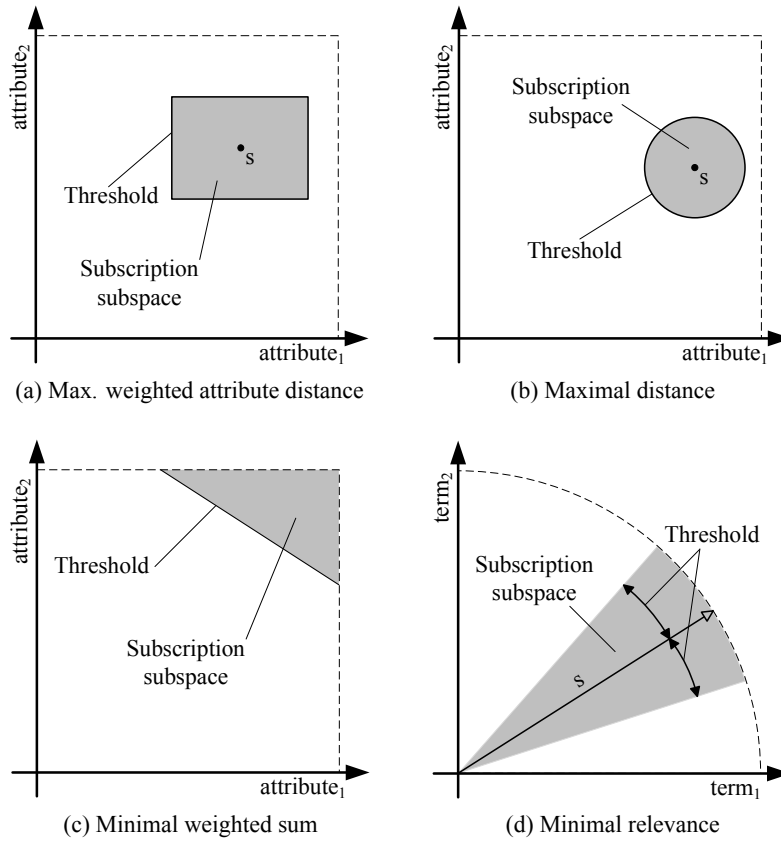 attribute₂
Threshold
s
Subscription
subspace
attribute₁
(a) Max. weighted attribute distance
attribute₂
Subscription
subspace
s
Threshold
attribute₁
(b) Maximal distance
attribute₂
Threshold
Subscription
subspace
attribute₁
(c) Minimal weighted sum
term₂
Threshold
Subscription
subspace
s
term₁
(d) Minimal relevance